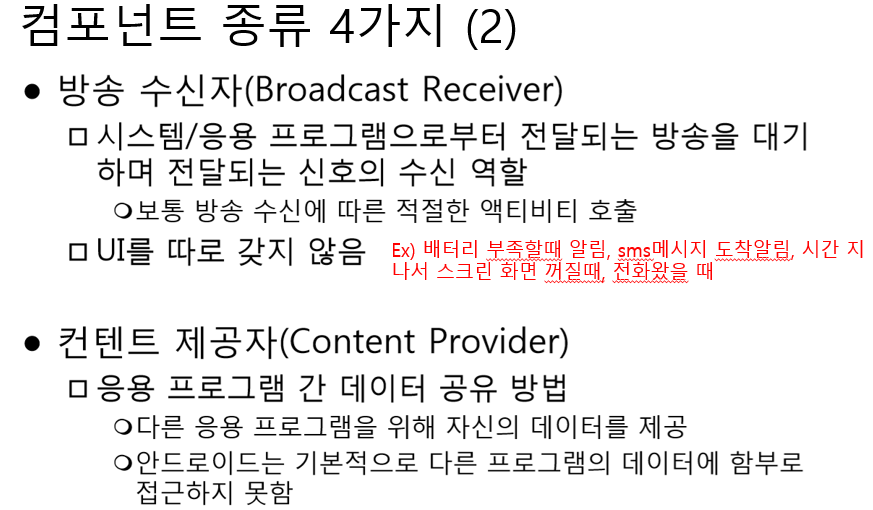 컴포넌트 종류 4가지 (2)
● 방송 수신자(Broadcast Receiver)
□ 시스템/응용 프로그램으로부터 전달되는 방송을 대기
하며 전달되는 신호의 수신 역할
○보통 방송 수신에 따른 적절한 액티비티 호출
□ UI를 따로 갖지 않음
Ex) 배터리 부족할때 알림, sms메시지 도착알림, 시간 지
나서 스크린 화면 꺼질때, 전화왔을 때
● 컨텐트 제공자(Content Provider)
□ 응용 프로그램 간 데이터 공유 방법
○다른 응용 프로그램을 위해 자신의 데이터를 제공
○안드로이드는 기본적으로 다른 프로그램의 데이터에 함부로
접근하지 못함